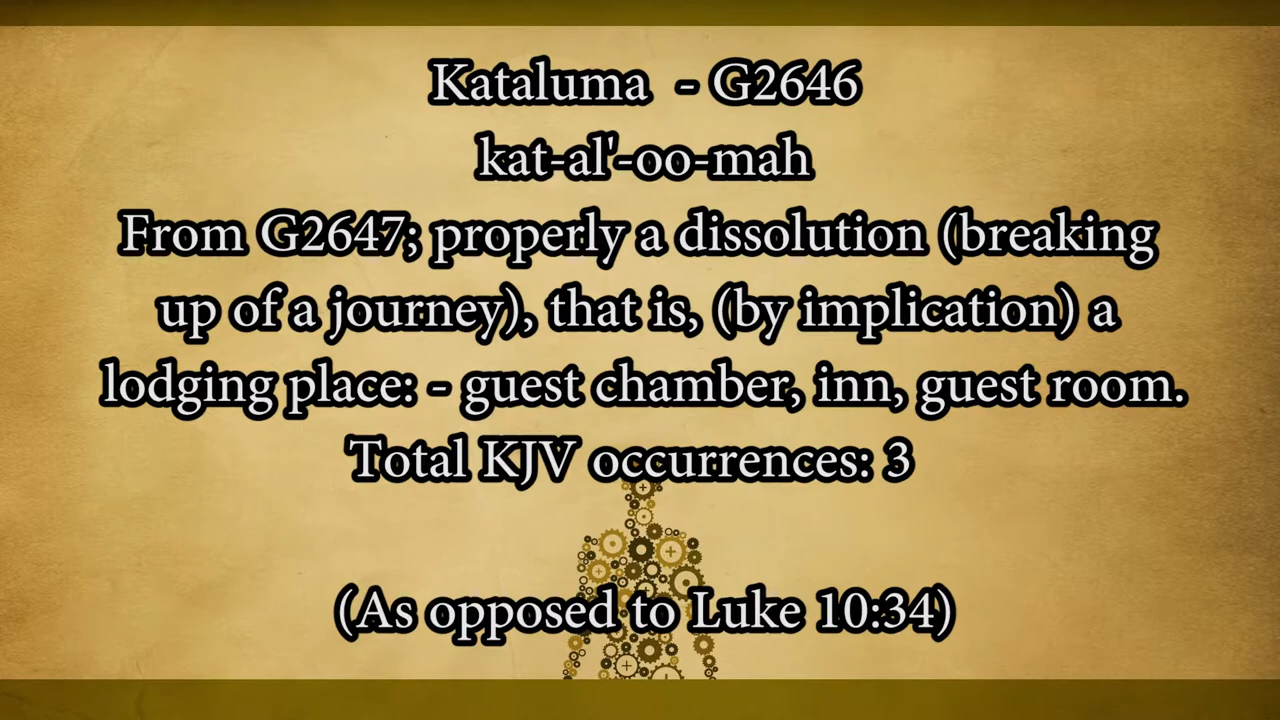 Kataluma - G2646
kat-al'-oo-mah
From G2647; properly a dissolution (breaking
up of a journey), that is, (by implication) a
lodging place: - guest chamber, inn, guest room.
Total KJV occurrences: 3
(As opposed to Luke 10:34)